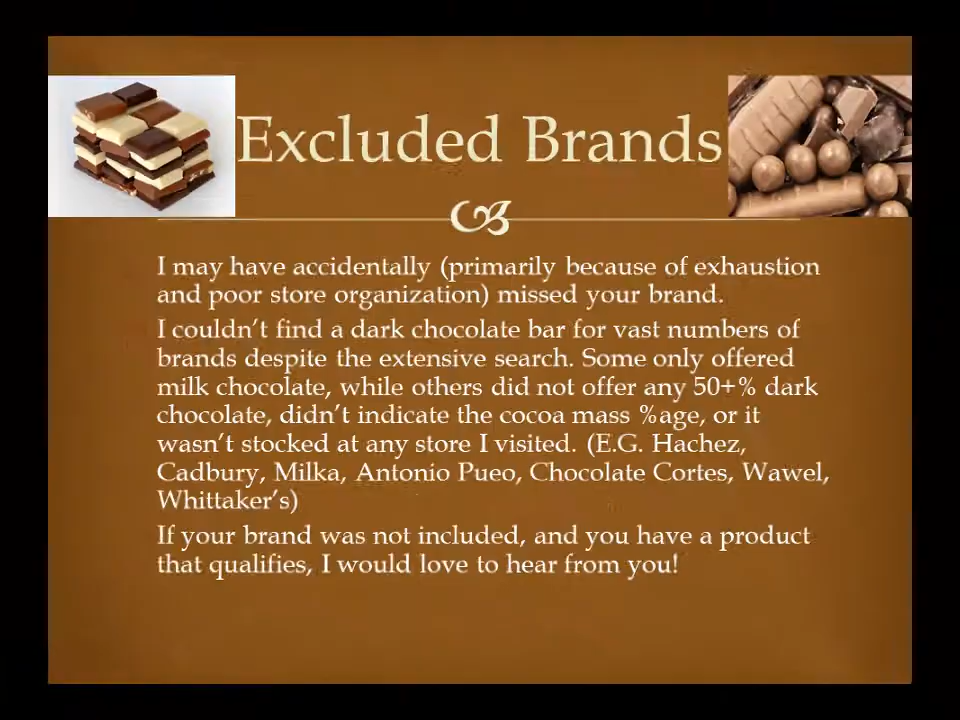 Excluded Brands
I may have accidentally (primarily because of exhaustion
and poor store organization) missed your brand.
I couldn't find a dark chocolate bar for vast numbers of
brands despite the extensive search. Some only offered
milk chocolate, while others did not offer any 50+% dark
chocolate, didn't indicate the cocoa mass %age, or it
wasn't stocked at any store I visited. (E.G. Hachez,
Cadbury, Milka, Antonio Pueo, Chocolate Cortes, Wawel,
Whittaker's)
If your brand was not included, and you have a product
that qualifies, I would love to hear from you!